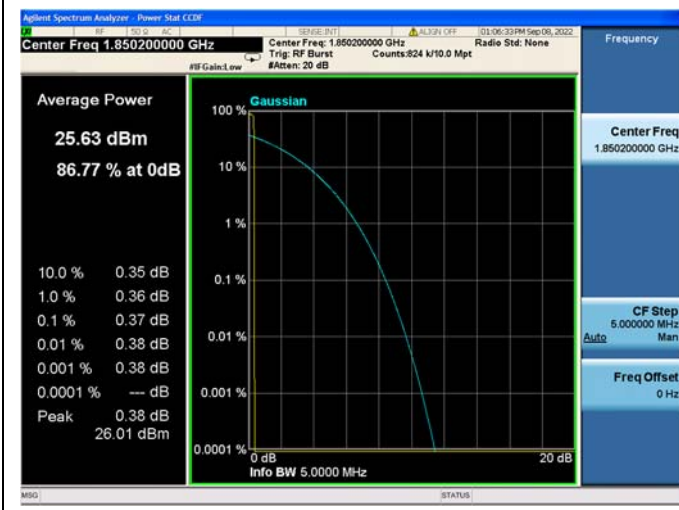 Agilent Spectrum Analyzer - Power Stat CCDF
RF 50 Ω AC SENSE:INT ALIGN OFF 01:06:33 PM Sep 08, 2022
Center Freq 1.850200000 GHz
Center Freq: 1.850200000 GHz Radio Std: None
Trig: RF Burst Counts:824 k/10.0 Mpt
#IFGain:Low #Atten: 20 dB
Frequency
Average Power
25.63 dBm
86.77 % at 0dB
10.0 % 0.35 dB
1.0 % 0.36 dB
0.1 % 0.37 dB
0.01 % 0.38 dB
0.001 % 0.38 dB
0.0001 % --- dB
Peak 0.38 dB
26.01 dBm
Gaussian
100 %
10 %
1 %
0.1 %
0.01 %
0.001 %
0.0001 %
0 dB 20 dB
Info BW 5.0000 MHz
Center Freq
1.850200000 GHz
CF Step
5.000000 MHz
Auto Man
Freq Offset
0 Hz
MSG STATUS